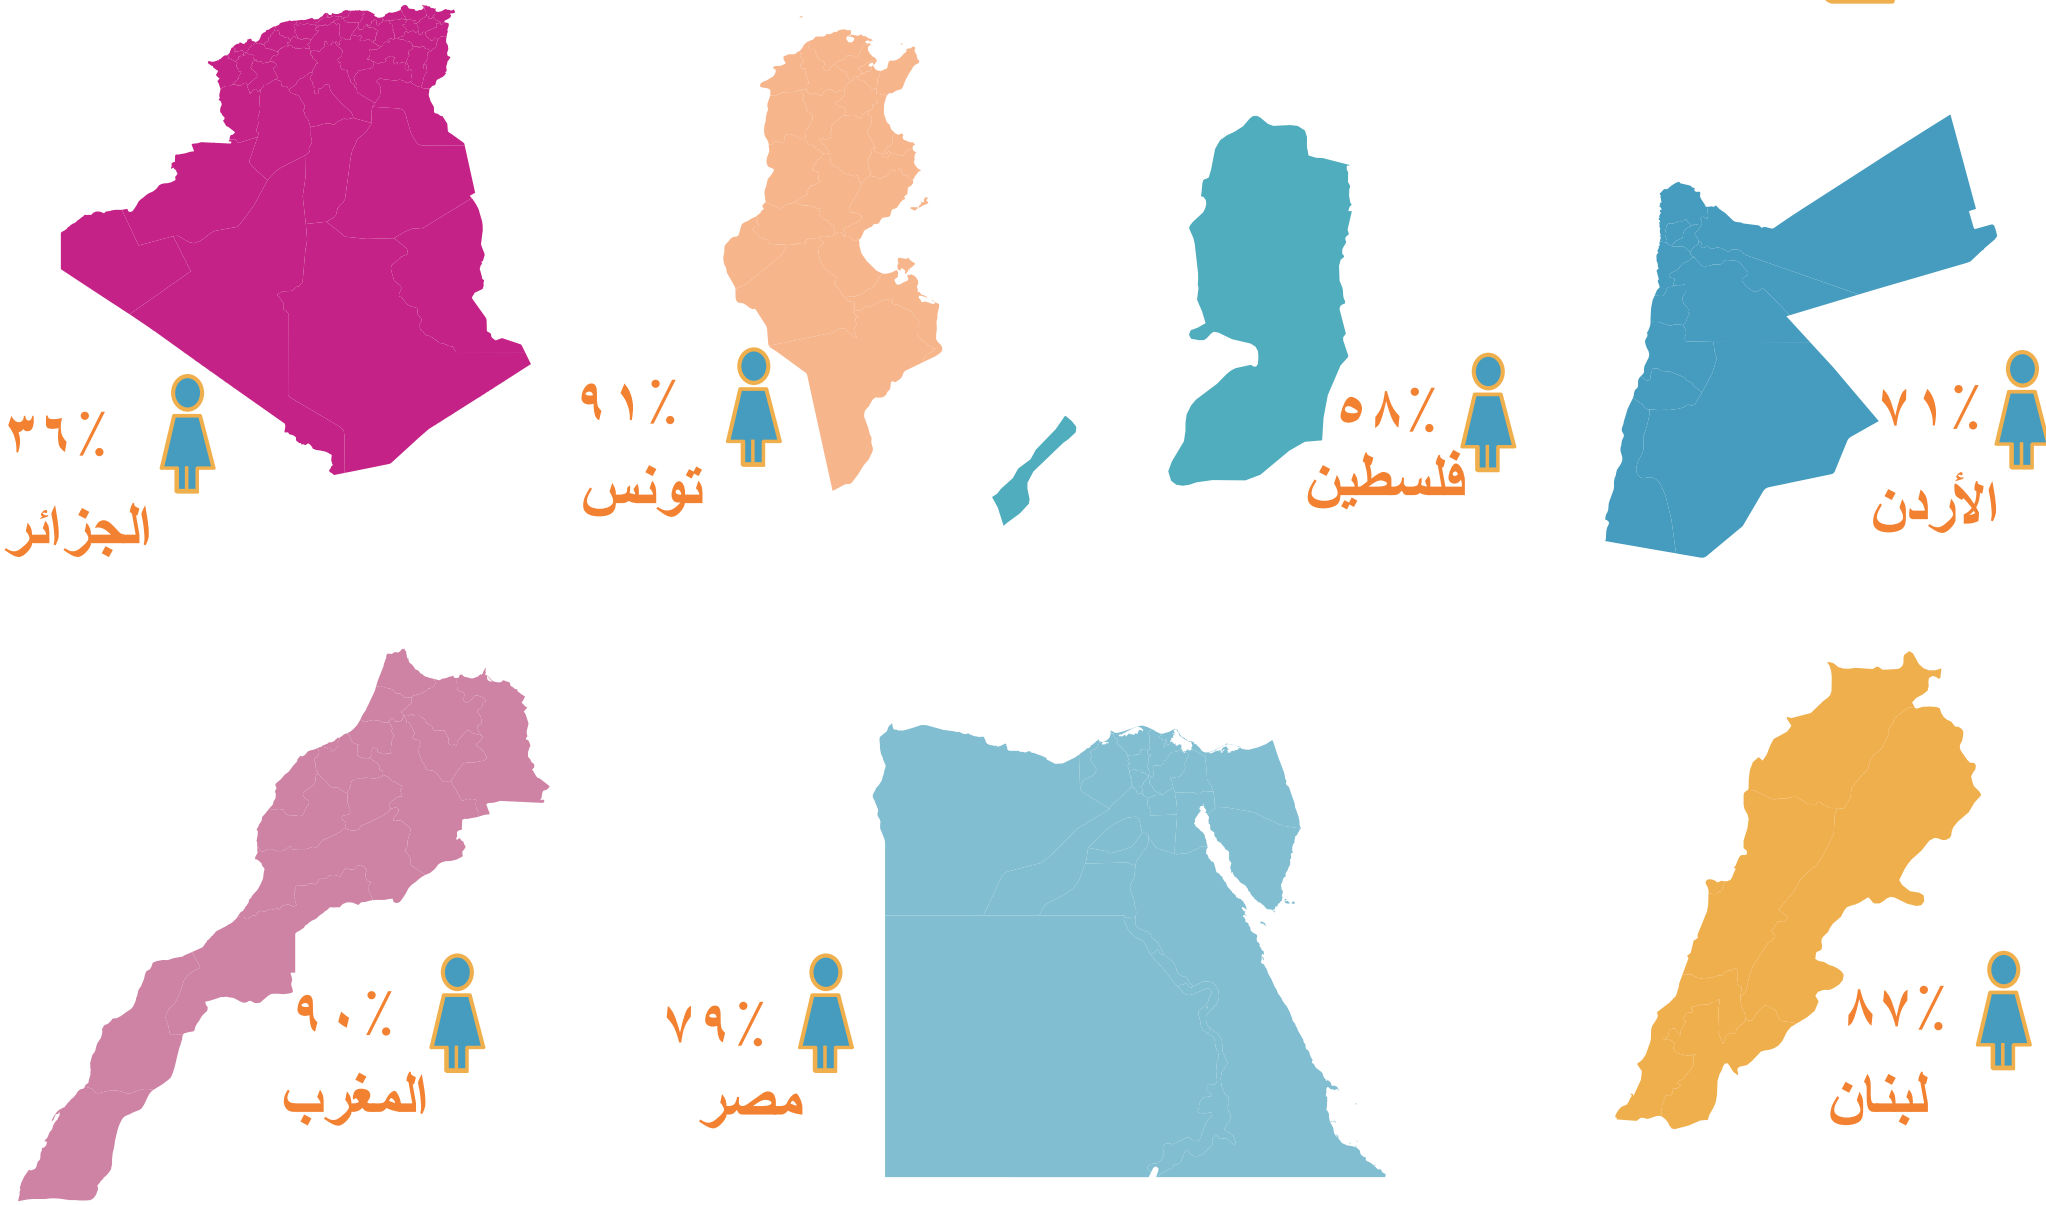 ٧١٪
الأردن
٥٨٪
فلسطين
٩١٪
تونس
٣٦٪
الجزائر
٨٧٪
لبنان
٧٩٪
مصر
٩٠٪
المغرب